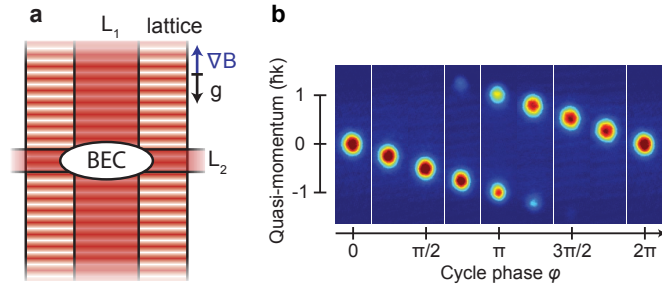 a
L₁ lattice
∇B
g
BEC
L₂
b
Quasi-momentum (ħk)
1
0
-1
0 π/2 π 3π/2 2π
Cycle phase φ